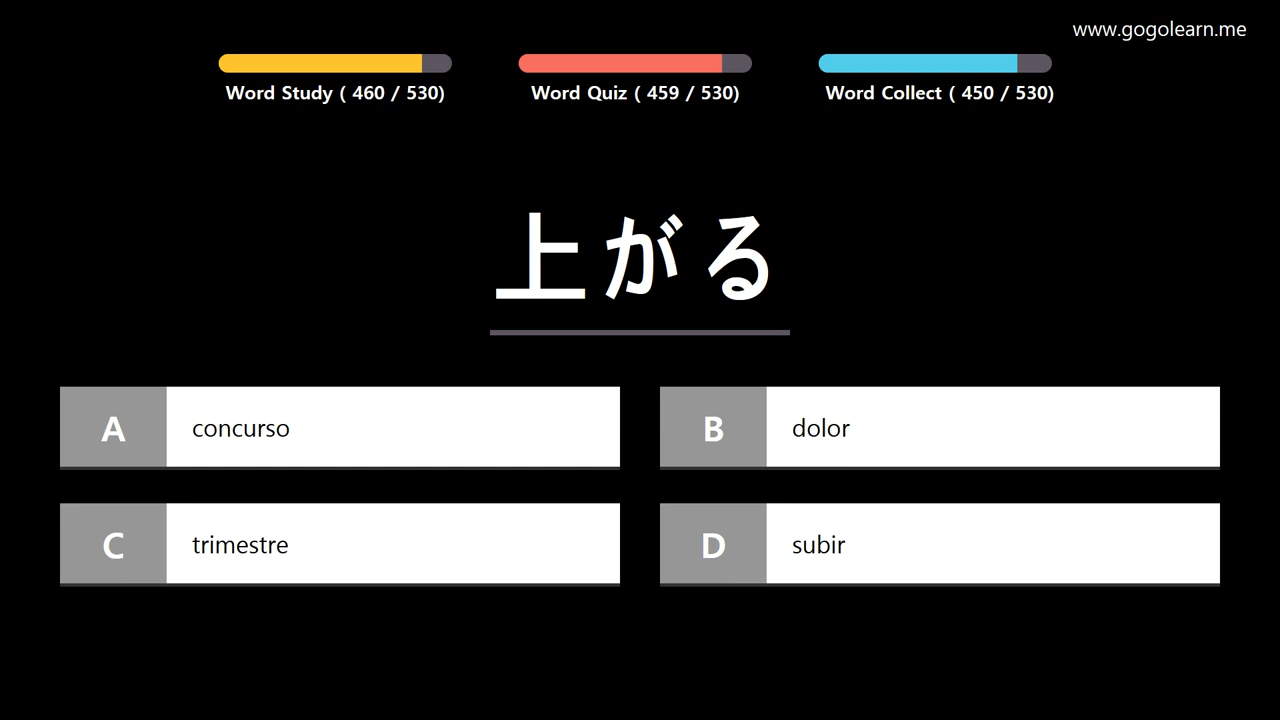 www.gogolearn.me
Word Study ( 460 / 530)
Word Quiz ( 459 / 530)
Word Collect ( 450 / 530)
上がる
A concurso
B dolor
C trimestre
D subir